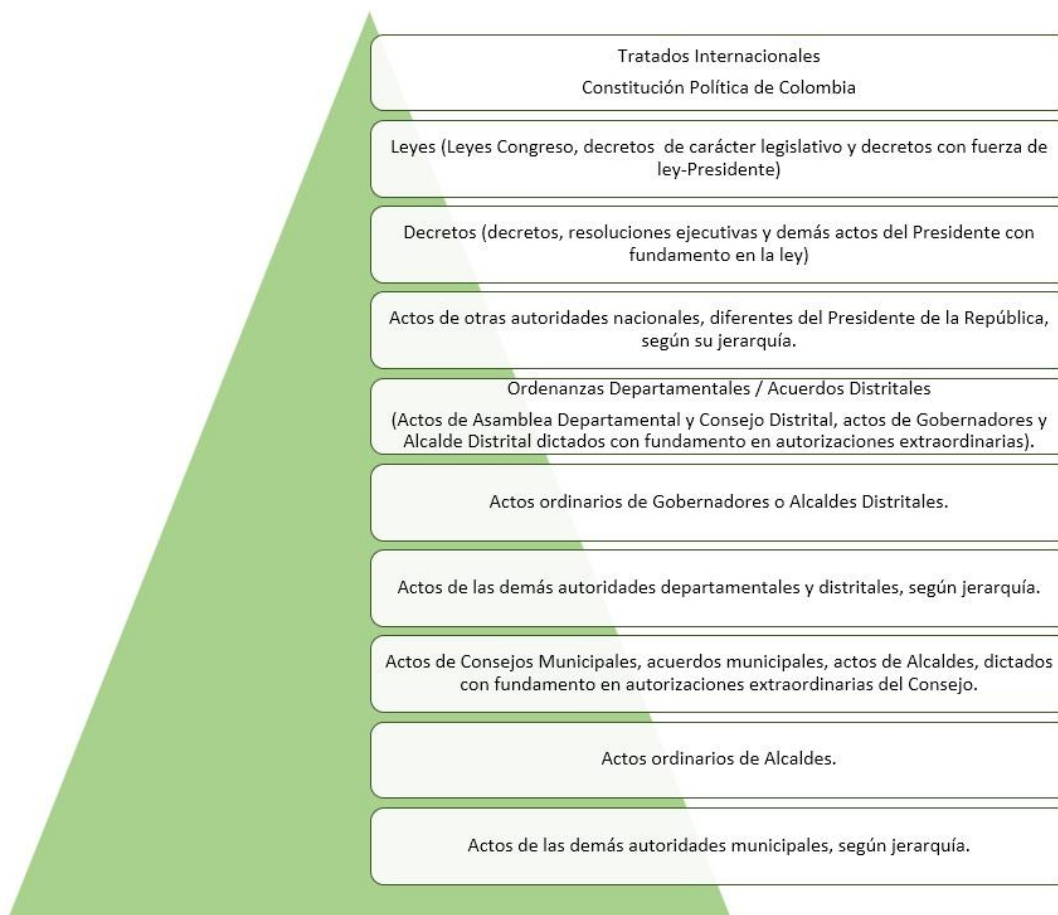 Tratados Internacionales
Constitución Política de Colombia
Leyes (Leyes Congreso, decretos de carácter legislativo y decretos con fuerza de
ley-Presidente)
Decretos (decretos, resoluciones ejecutivas y demás actos del Presidente con
fundamento en la ley)
Actos de otras autoridades nacionales, diferentes del Presidente de la República,
según su jerarquía.
Ordenanzas Departamentales / Acuerdos Distritales
(Actos de Asamblea Departamental y Consejo Distrital, actos de Gobernadores y
Alcalde Distrital dictados con fundamento en autorizaciones extraordinarias).
Actos ordinarios de Gobernadores o Alcaldes Distritales.
Actos de las demás autoridades departamentales y distritales, según jerarquía.
Actos de Consejos Municipales, acuerdos municipales, actos de Alcaldes, dictados
con fundamento en autorizaciones extraordinarias del Consejo.
Actos ordinarios de Alcaldes.
Actos de las demás autoridades municipales, según jerarquía.